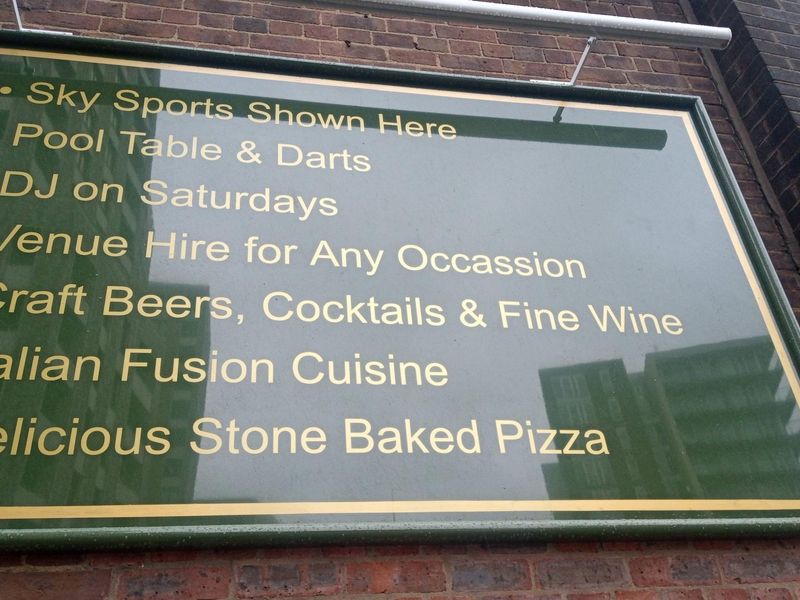 • Sky Sports Shown Here
Pool Table & Darts
DJ on Saturdays
Venue Hire for Any Occassion
Craft Beers, Cocktails & Fine Wine
alian Fusion Cuisine
elicious Stone Baked Pizza